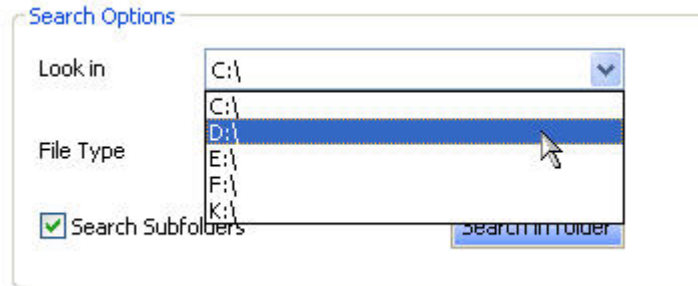 Search Options
Look in
C:\
C:\
D:\
E:\
File Type
F:\
K:\
Search Subfolders
Search in folder